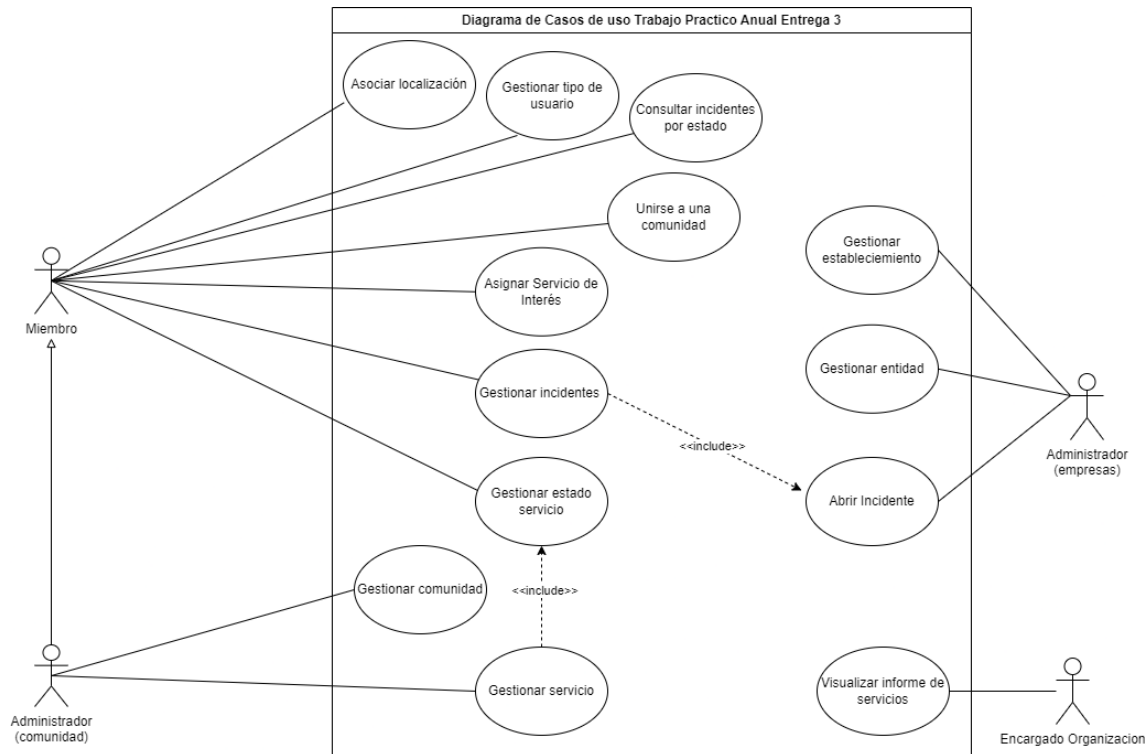 Diagrama de Casos de uso Trabajo Practico Anual Entrega 3
Asociar localización
Gestionar tipo de
usuario
Consultar incidentes
por estado
Unirse a una
comunidad
Gestionar
estableciemiento
Asignar Servicio de
Interés
Miembro
Gestionar entidad
Gestionar incidentes
<<include>>
Administrador
(empresas)
Gestionar estado
servicio
Abrir Incidente
Gestionar comunidad
<<include>>
Gestionar servicio
Visualizar informe de
servicios
Administrador
(comunidad)
Encargado Organizacion